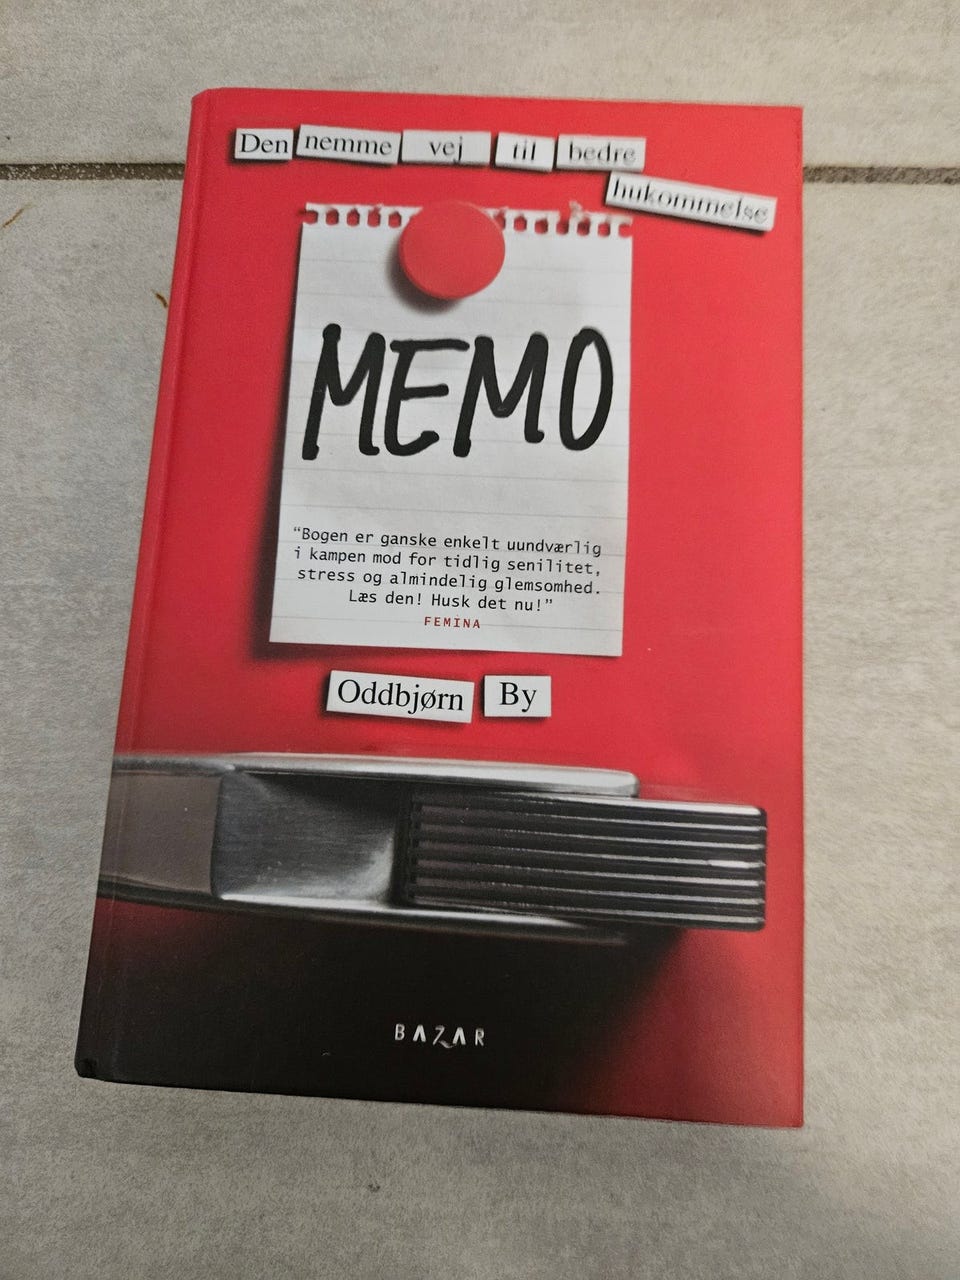 Den nemme vej til bedre
hukommelse
MEMO
“Bogen er ganske enkelt uundværlig
i kampen mod for tidlig senilitet,
stress og almindelig glemsomhed.
Læs den! Husk det nu!”
FEMINA
Oddbjørn By
BAZAR